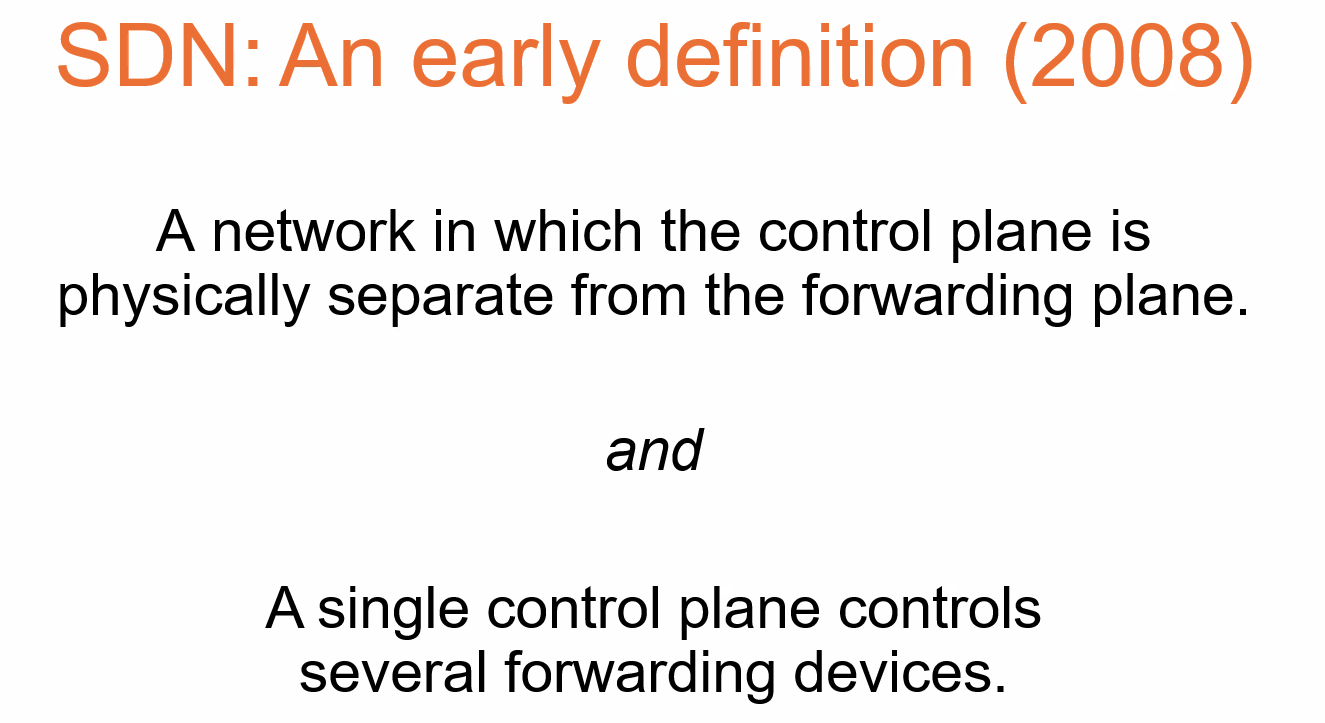 SDN: An early definition (2008)
A network in which the control plane is
physically separate from the forwarding plane.
and
A single control plane controls
several forwarding devices.